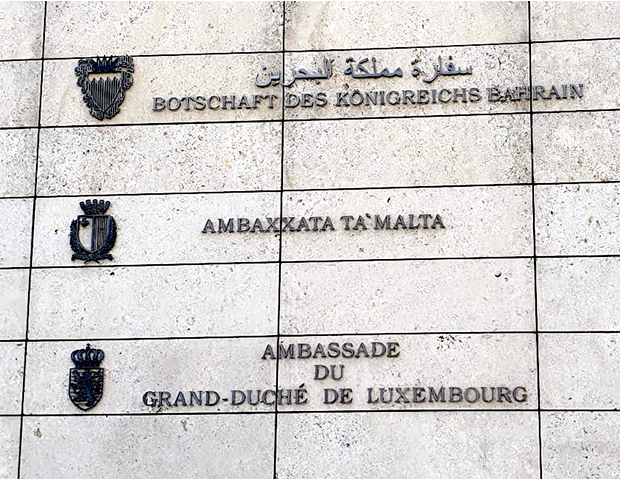 سفارة مملكة البحرين
BOTSCHAFT DES KÖNIGREICHS BAHRAIN
AMBAXXATA TA`MALTA
AMBASSADE
DU
GRAND-DUCHÉ DE LUXEMBOURG